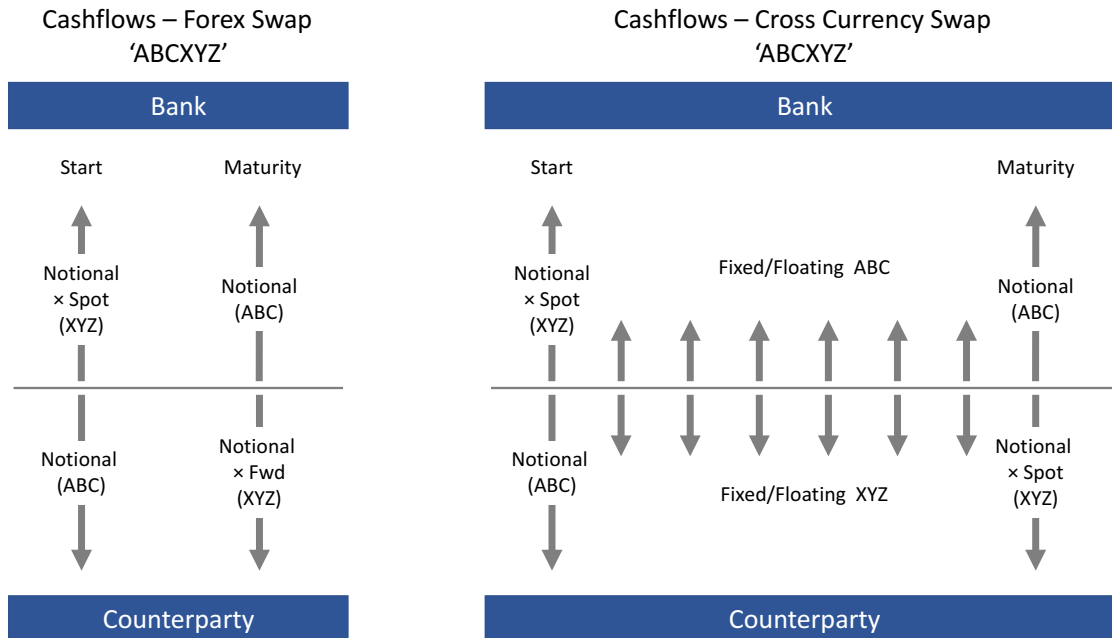 Cashflows – Forex Swap
‘ABCXYZ’
Bank
Start
Maturity
Notional
× Spot
(XYZ)
Notional
(ABC)
Notional
(ABC)
Notional
× Fwd
(XYZ)
Counterparty
Cashflows – Cross Currency Swap
‘ABCXYZ’
Bank
Start
Maturity
Notional
× Spot
(XYZ)
Fixed/Floating ABC
Notional
(ABC)
Notional
(ABC)
Fixed/Floating XYZ
Notional
× Spot
(XYZ)
Counterparty